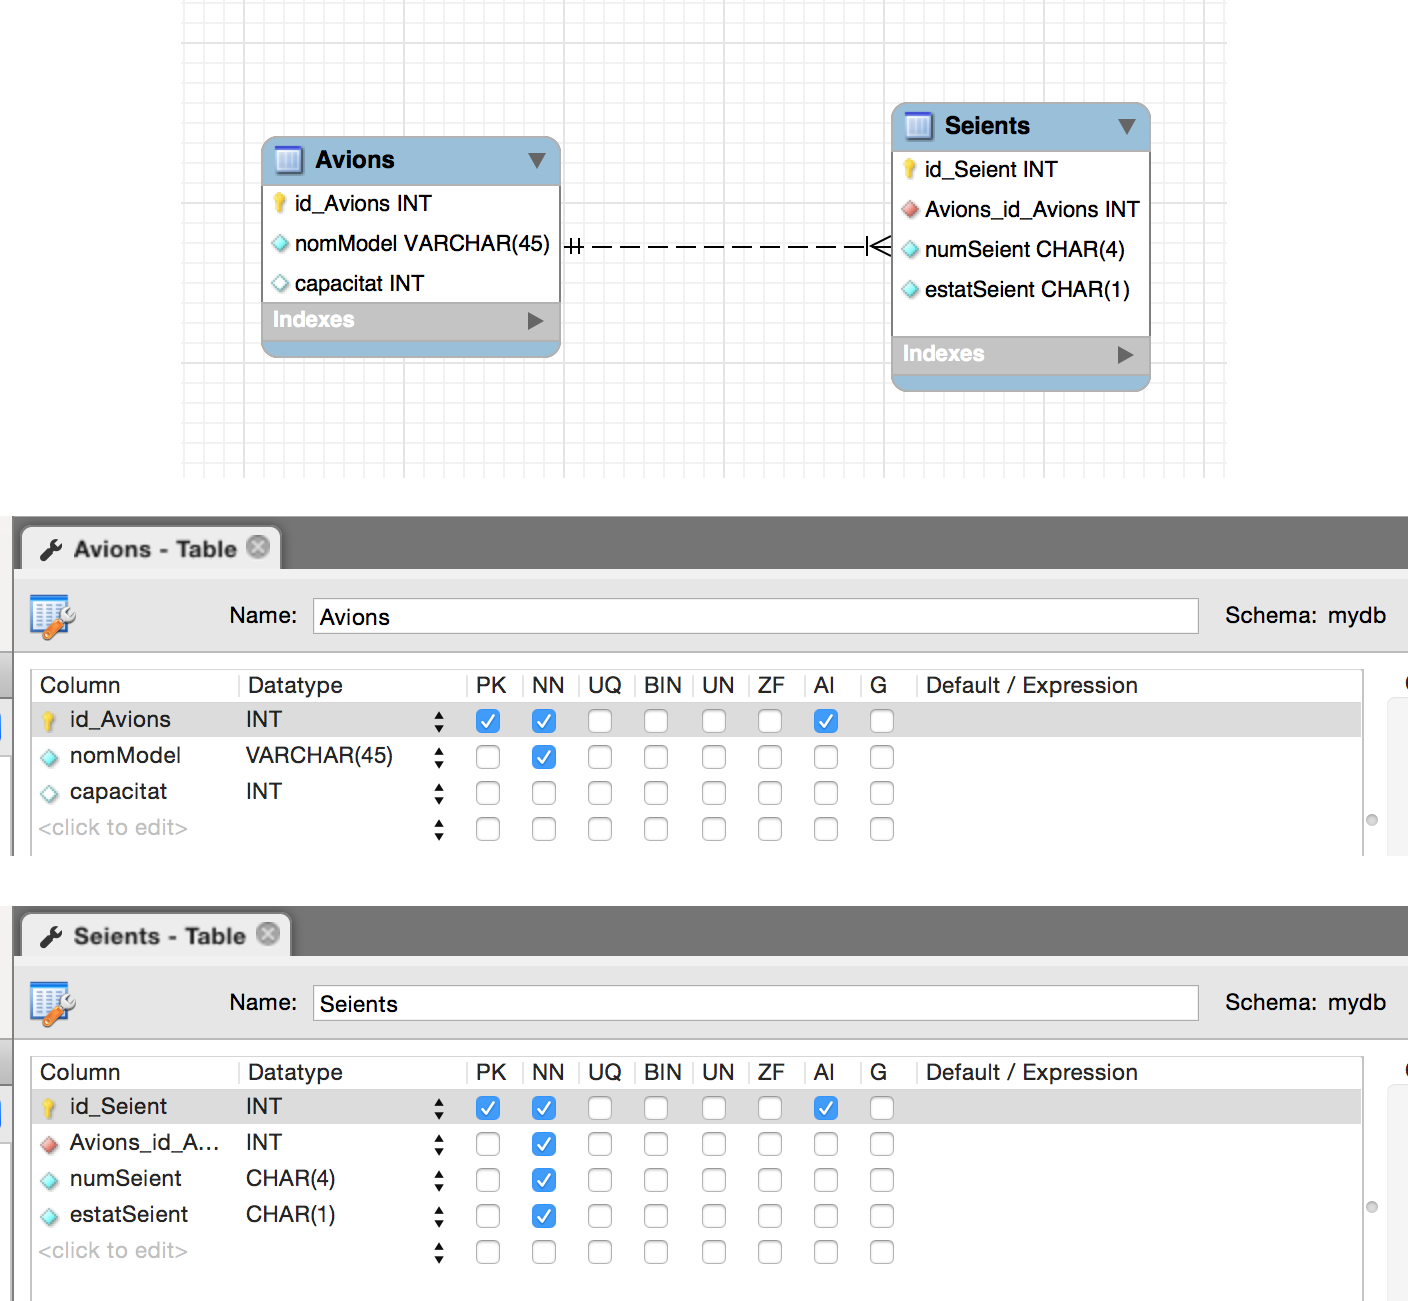 Avions
id_Avions INT
nomModel VARCHAR(45)
capacitat INT
Indexes
Seients
id_Seient INT
Avions_id_Avions INT
numSeient CHAR(4)
estatSeient CHAR(1)
Indexes
Avions - Table
Name: Avions Schema: mydb
Column Datatype PK NN UQ BIN UN ZF AI G Default / Expression
id_Avions INT
nomModel VARCHAR(45)
capacitat INT
<click to edit>
Seients - Table
Name: Seients Schema: mydb
Column Datatype PK NN UQ BIN UN ZF AI G Default / Expression
id_Seient INT
Avions_id_A... INT
numSeient CHAR(4)
estatSeient CHAR(1)
<click to edit>